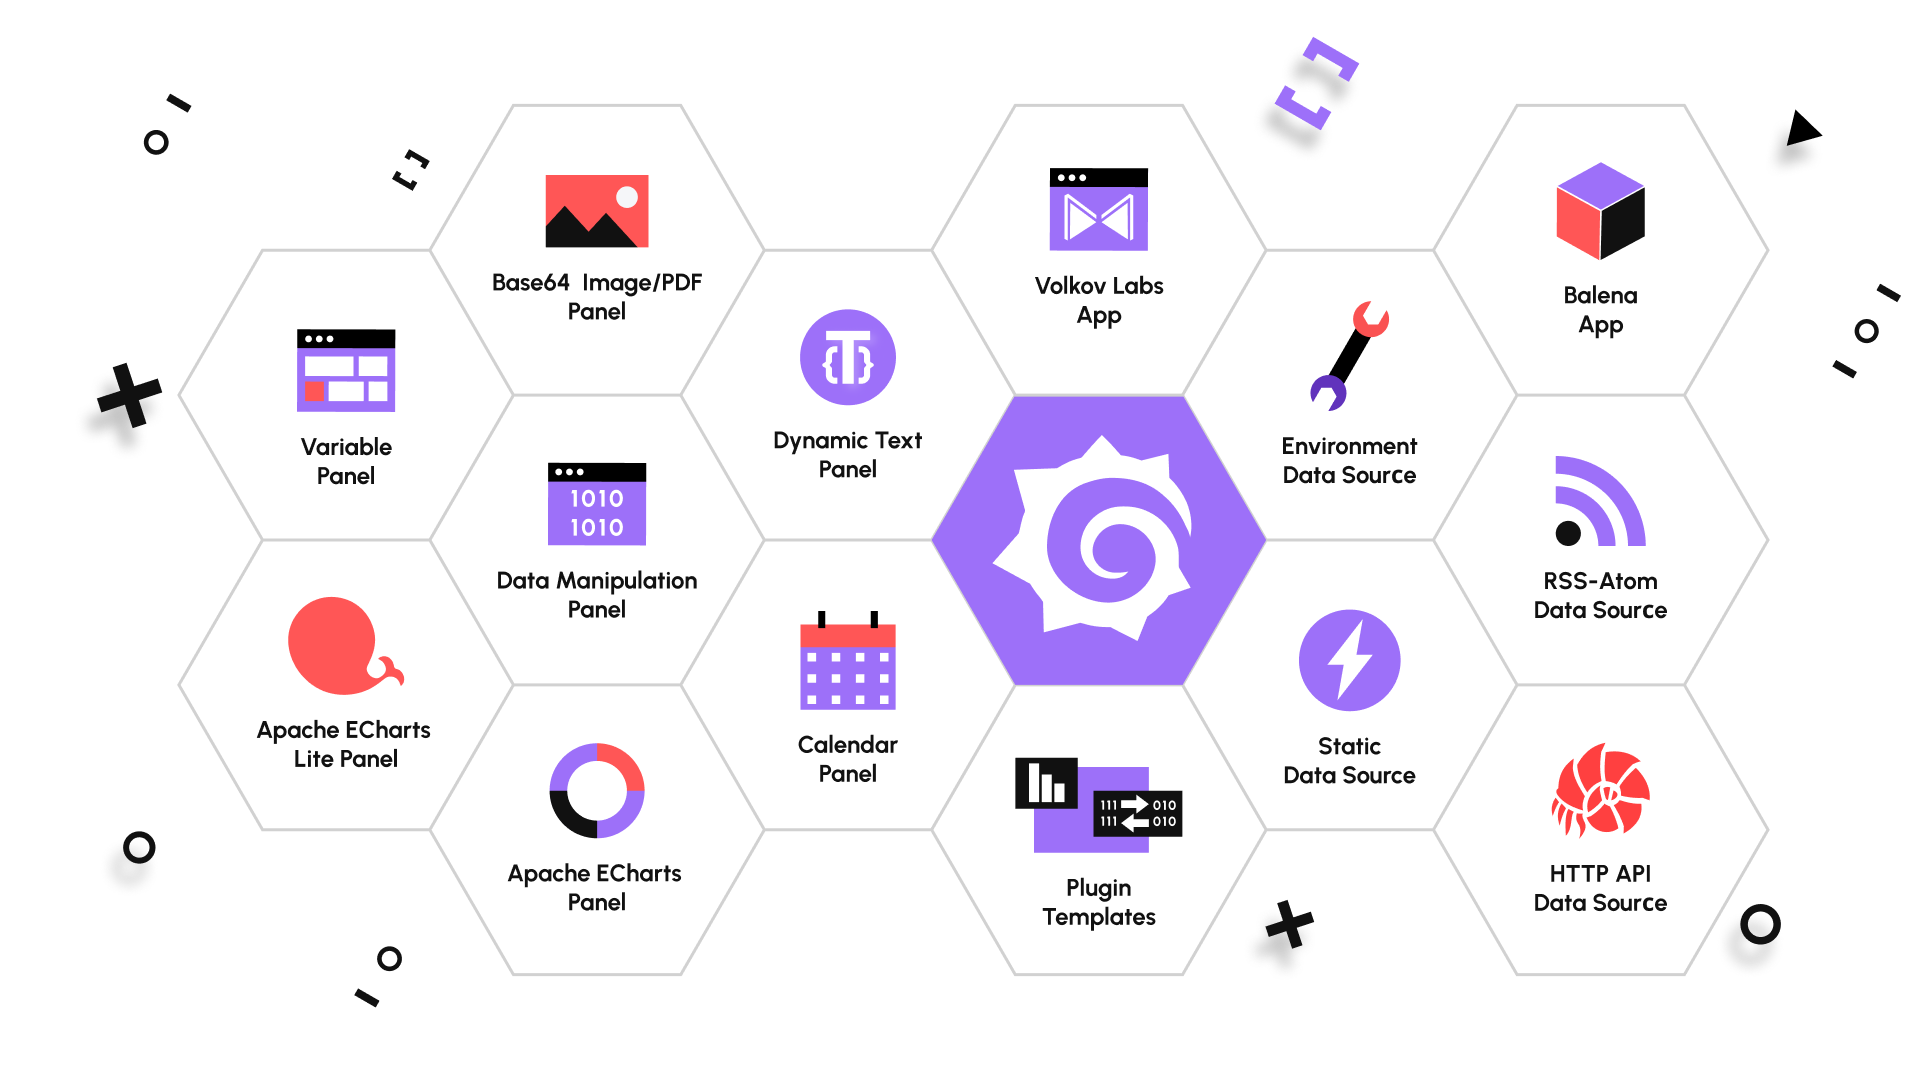 Base64 Image/PDF
Panel
Volkov Labs
App
Balena
App
Variable
Panel
Dynamic Text
Panel
Environment
Data Source
1010
1010
Data Manipulation
Panel
RSS-Atom
Data Source
Apache ECharts
Lite Panel
Calendar
Panel
Static
Data Source
Apache ECharts
Panel
111 010
111 010
Plugin
Templates
HTTP API
Data Source